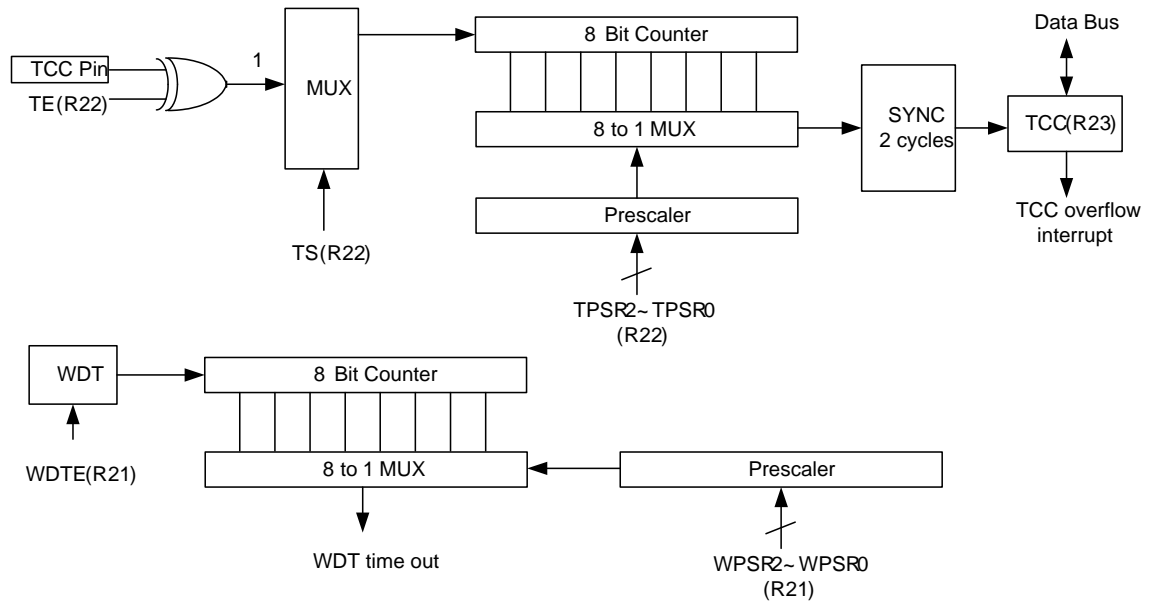 Data Bus
8 Bit Counter
TCC Pin
1
MUX
TE(R22)
8 to 1 MUX
SYNC
2 cycles
TCC(R23)
Prescaler
TS(R22)
TCC overflow
interrupt
TPSR2~ TPSR0
(R22)
WDT
8 Bit Counter
WDTE(R21)
8 to 1 MUX
Prescaler
WDT time out
WPSR2~ WPSR0
(R21)